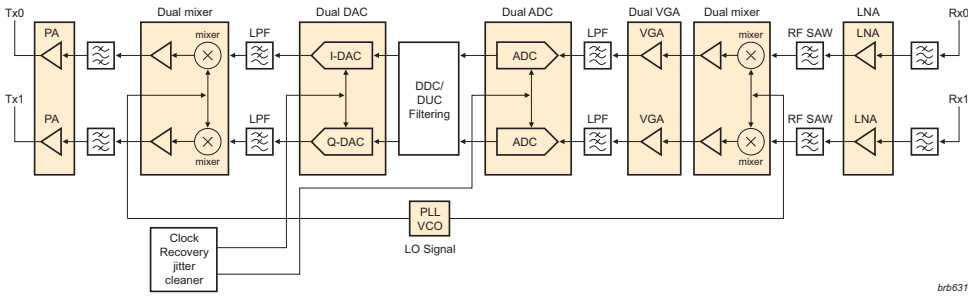 Tx0
Dual mixer
Dual DAC
Dual ADC
Dual VGA
Dual mixer
LNA
Rx0
PA
mixer
LPF
I-DAC
DDC/
DUC
Filtering
ADC
LPF
VGA
mixer
RF SAW
LNA
Tx1
PA
mixer
LPF
Q-DAC
ADC
LPF
VGA
mixer
RF SAW
LNA
Rx1
PLL
VCO
LO Signal
Clock
Recovery
jitter
cleaner
brb631